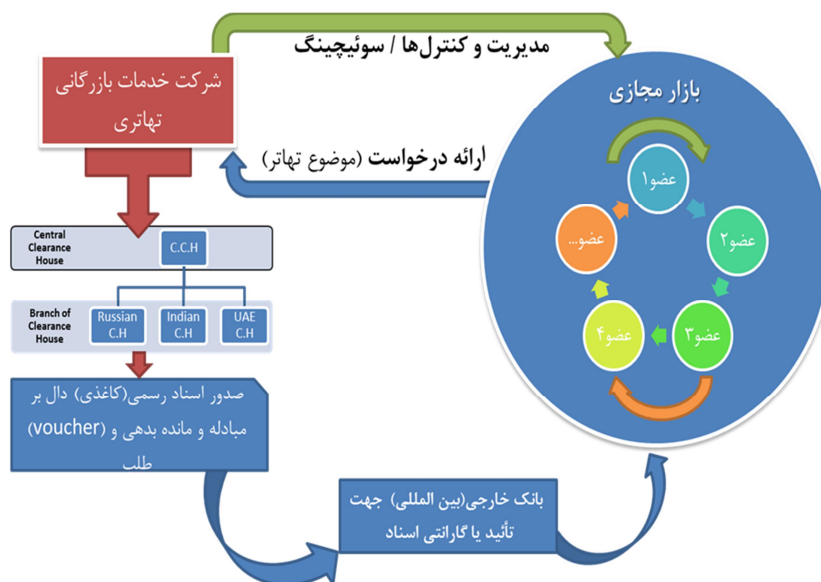 مدیریت و کنترل‌ها / سوئیچینگ
شرکت خدمات بازرگانی
تهاتری
ارائه درخواست (موضوع تهاتر)
بازار مجازی
عضو۱
عضو۲
عضو۳
عضو۴
عضو...
Central
Clearance
House
C.C.H
Branch of
Clearance
House
Russian
C.H
Indian
C.H
UAE
C.H
صدور اسناد رسمی(کاغذی) دال بر
مبادله و مانده بدهی و (voucher)
طلب
بانک خارجی(بین المللی) جهت
تأئید یا گارانتی اسناد